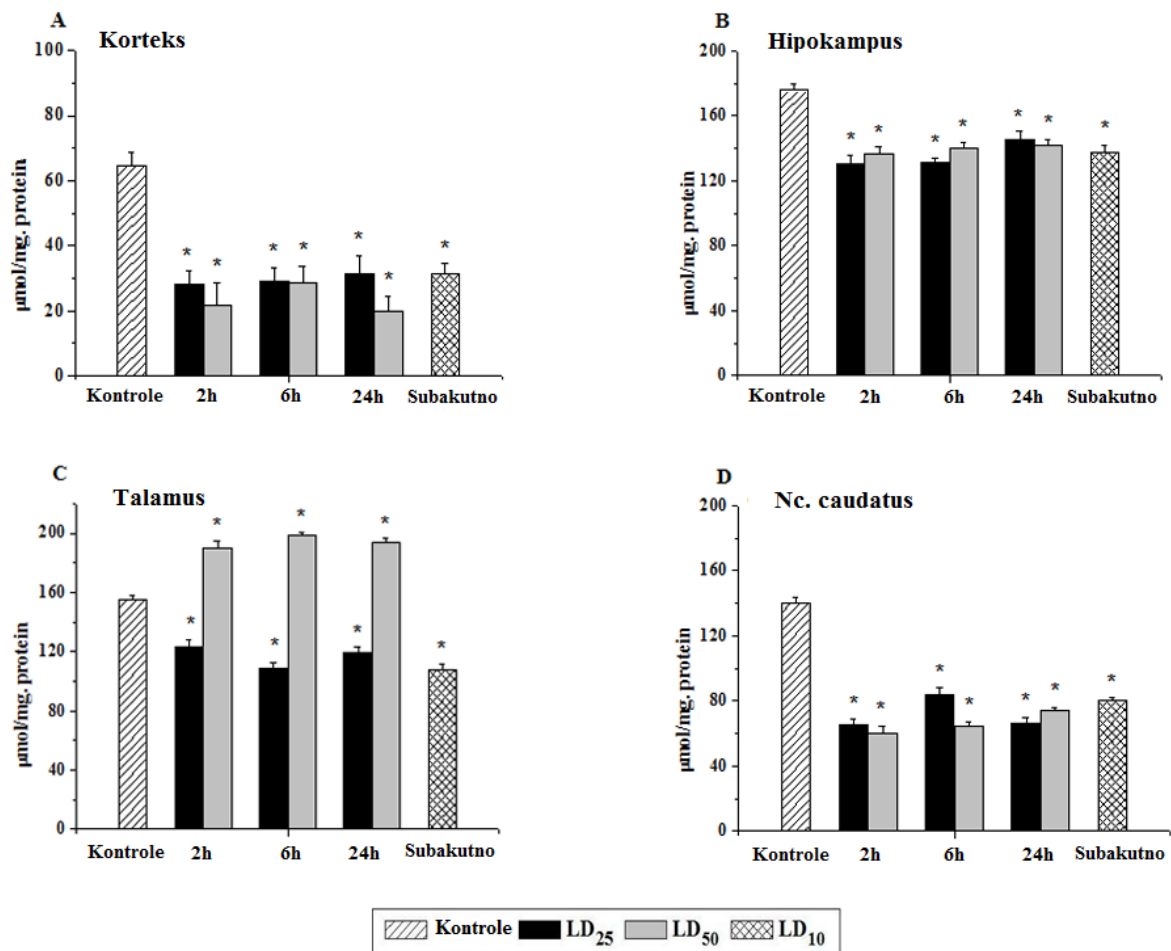 A
Korteks
µmol/mg. protein
100
80
60
40
20
0
* * * * * * *
Kontrole 2h 6h 24h Subakutno
B
Hipokampus
µmol/mg. protein
200
160
120
80
40
0
* * * * * * *
Kontrole 2h 6h 24h Subakutno
C
Talamus
µmol/mg. protein
200
160
120
80
40
0
* * * * * * *
Kontrole 2h 6h 24h Subakutno
D
Nc. caudatus
µmol/mg. protein
200
160
120
80
40
0
* * * * * * *
Kontrole 2h 6h 24h Subakutno
Kontrole LD25 LD50 LD10